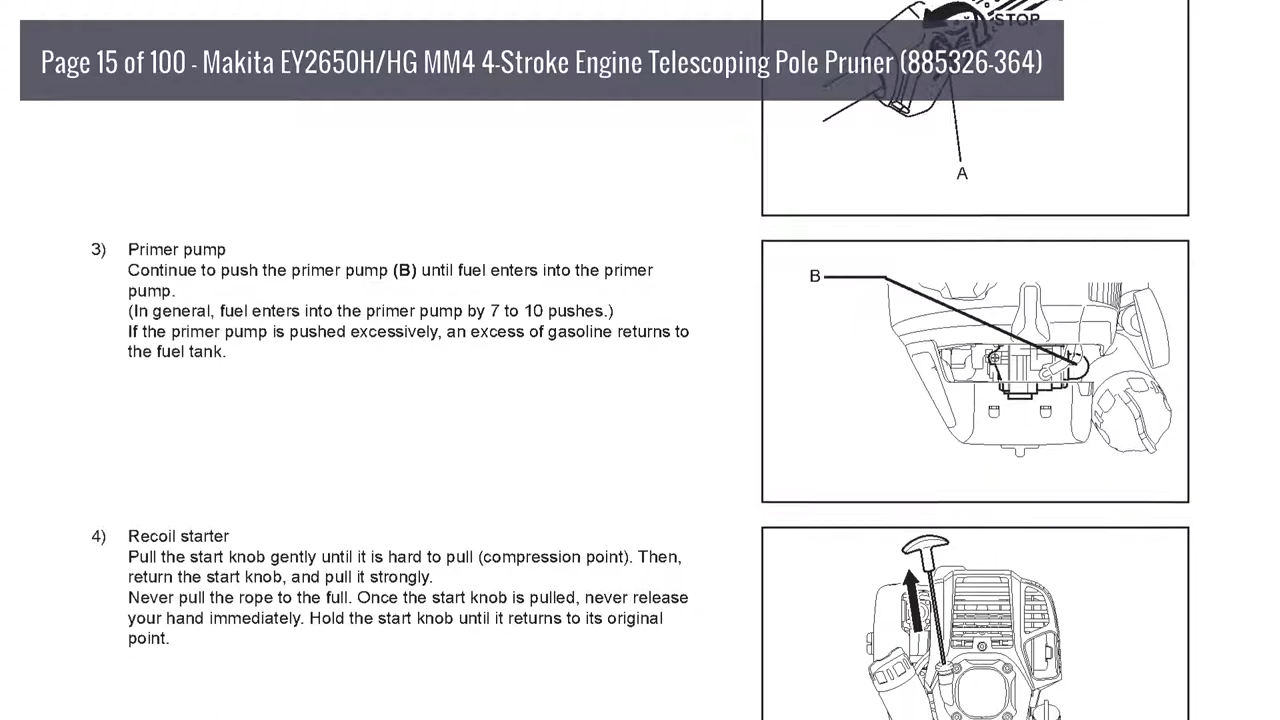 STOP
Page 15 of 100 - Makita EY2650H/HG MM4 4-Stroke Engine Telescoping Pole Pruner (885326-364)
A
3) Primer pump
Continue to push the primer pump (B) until fuel enters into the primer
pump.
(In general, fuel enters into the primer pump by 7 to 10 pushes.)
If the primer pump is pushed excessively, an excess of gasoline returns to
the fuel tank.
B
4) Recoil starter
Pull the start knob gently until it is hard to pull (compression point). Then,
return the start knob, and pull it strongly.
Never pull the rope to the full. Once the start knob is pulled, never release
your hand immediately. Hold the start knob until it returns to its original
point.